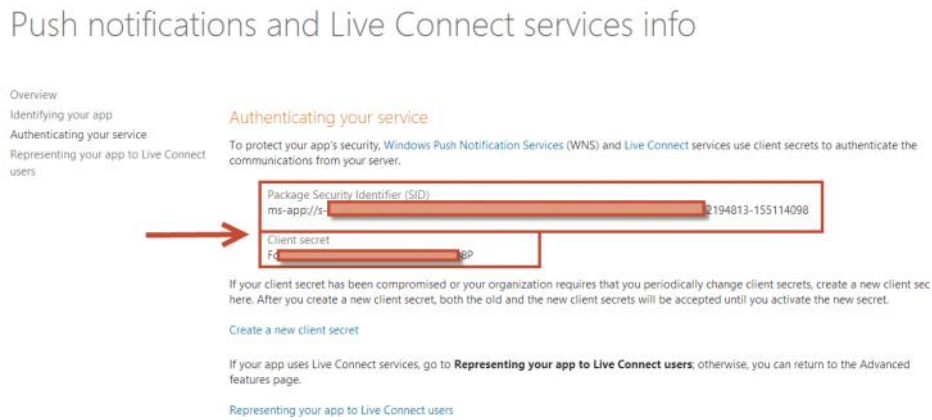 Push notifications and Live Connect services info
Overview
Identifying your app
Authenticating your service
Representing your app to Live Connect
users
Authenticating your service
To protect your app's security, Windows Push Notification Services (WNS) and Live Connect services use client secrets to authenticate the
communications from your server.
Package Security Identifier (SID)
ms-app://s- 2194813-155114098
Client secret
Fo BP
If your client secret has been compromised or your organization requires that you periodically change client secrets, create a new client sec
here. After you create a new client secret, both the old and the new client secrets will be accepted until you activate the new secret.
Create a new client secret
If your app uses Live Connect services, go to Representing your app to Live Connect users; otherwise, you can return to the Advanced
features page.
Representing your app to Live Connect users